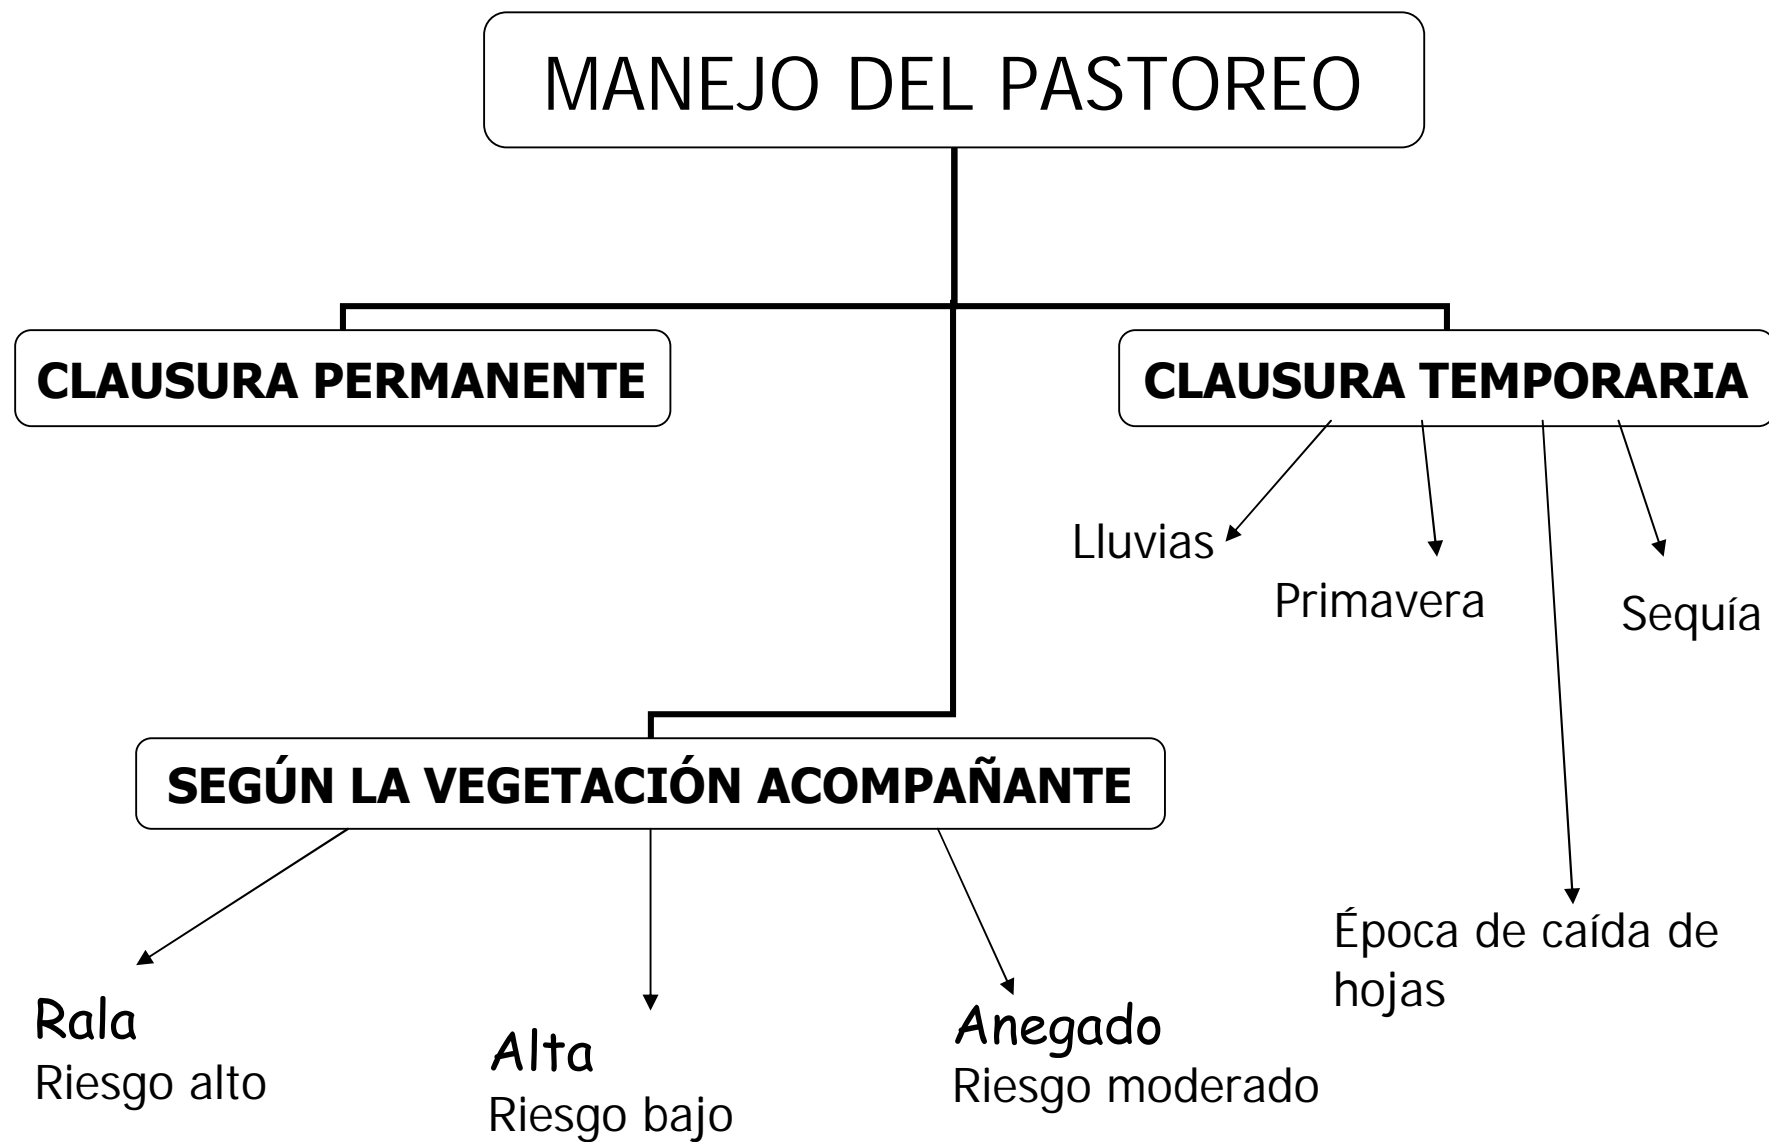 MANEJO DEL PASTOREO
CLAUSURA PERMANENTE
CLAUSURA TEMPORARIA
Lluvias
Primavera
Sequía
Época de caída de
hojas
SEGÚN LA VEGETACIÓN ACOMPAÑANTE
Rala
Riesgo alto
Alta
Riesgo bajo
Anegado
Riesgo moderado